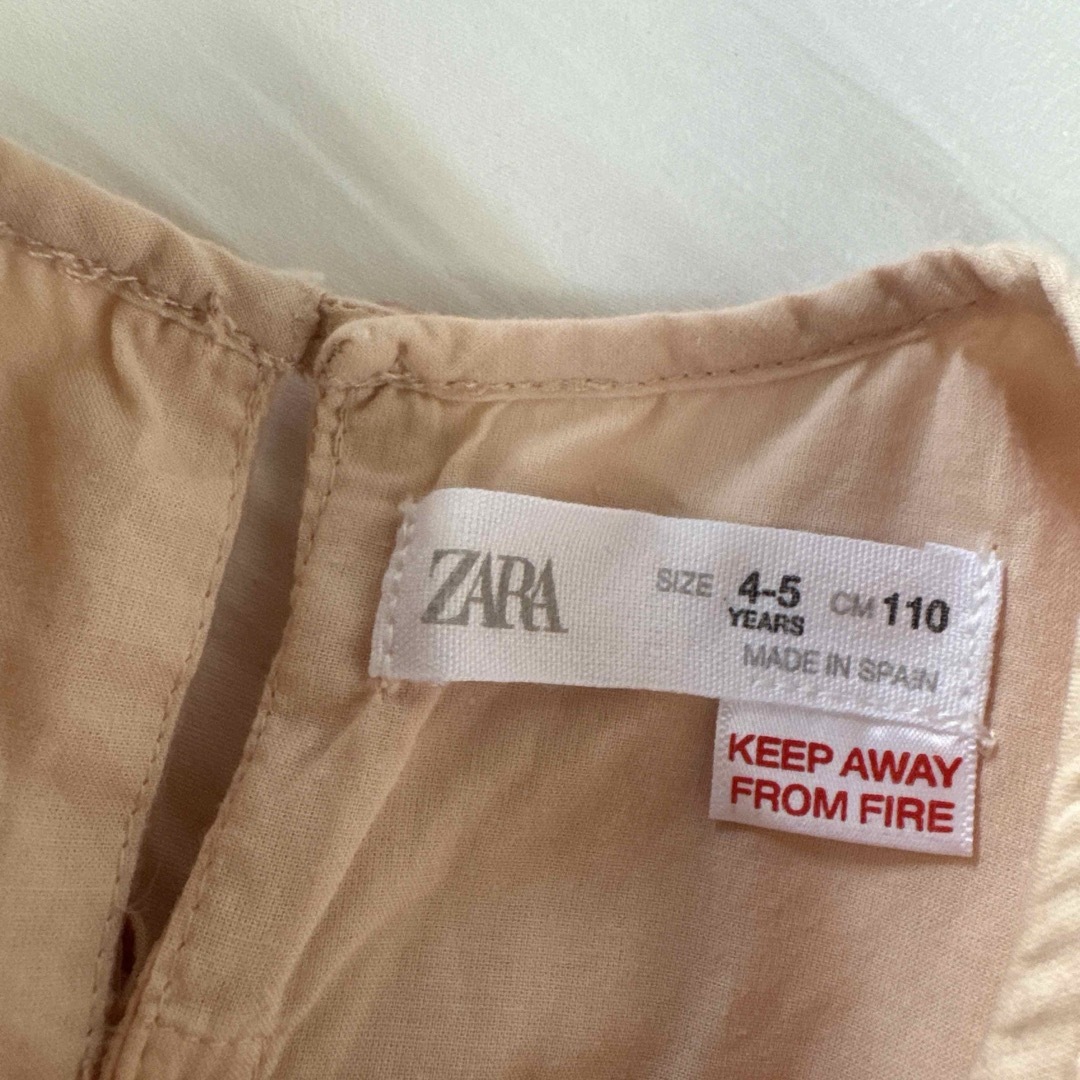 ZARA SIZE 4-5 CM 110
YEARS
MADE IN SPAIN
KEEP AWAY
FROM FIRE